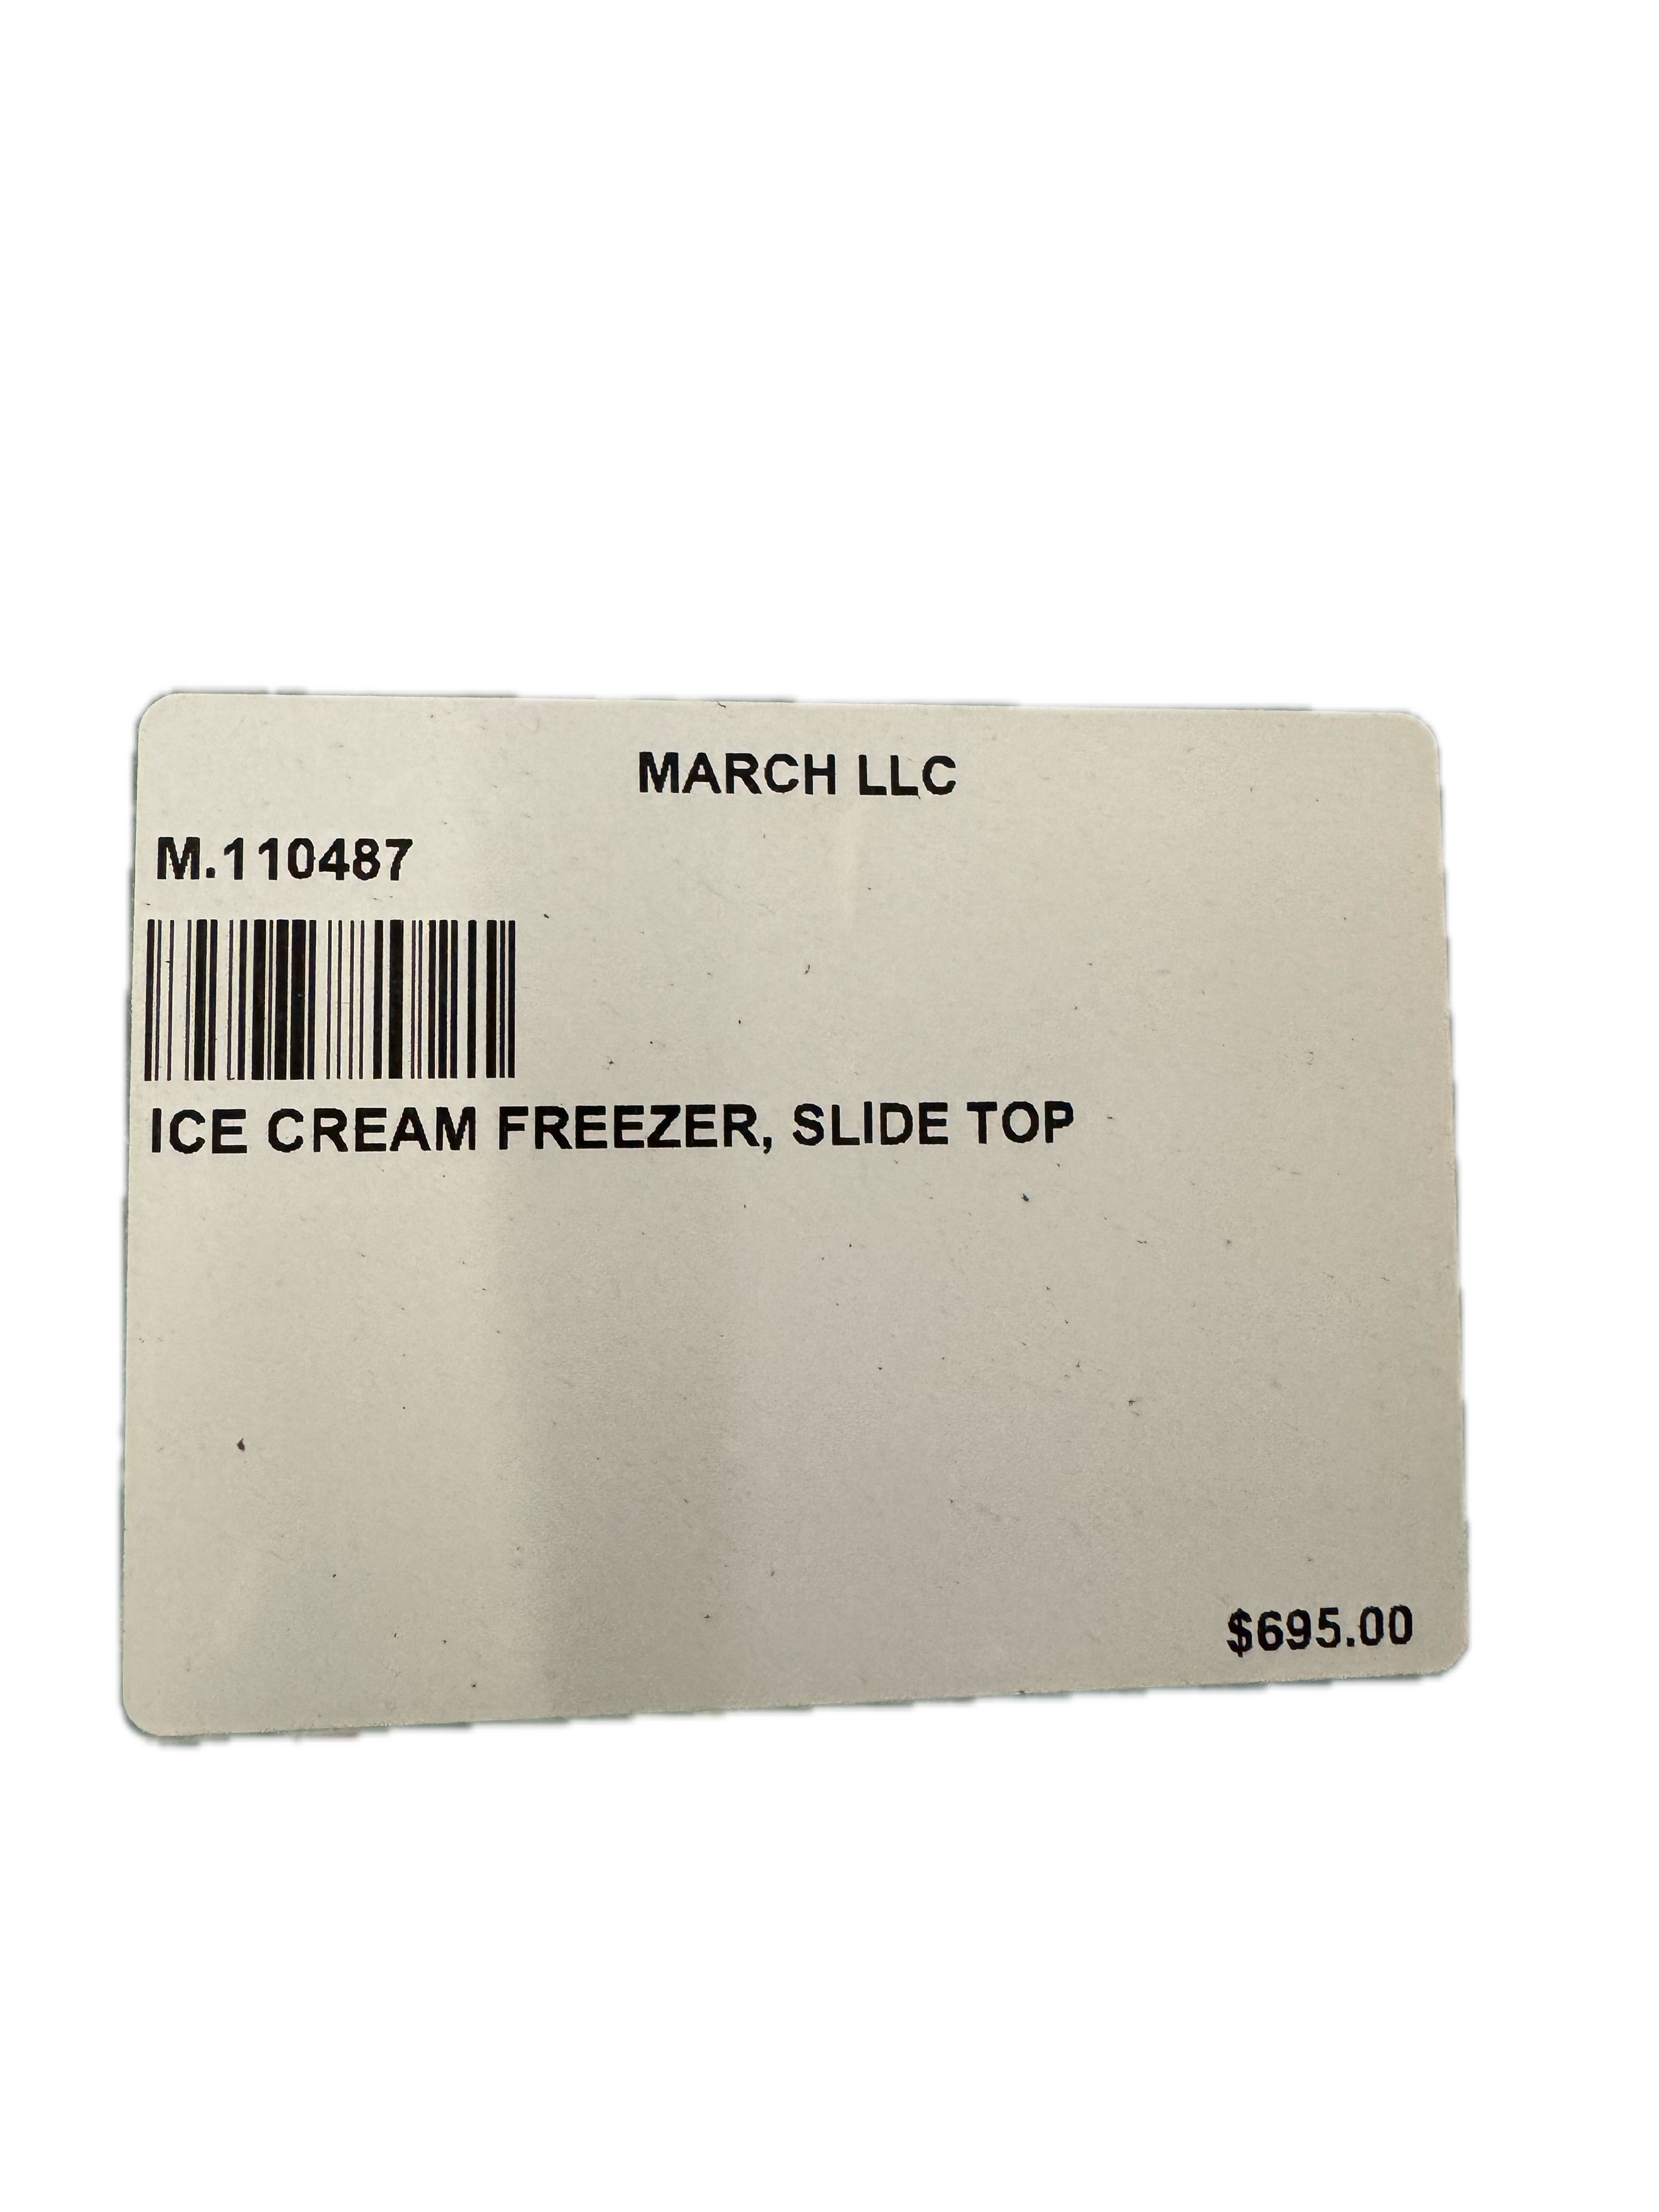 MARCH LLC
M.110487
ICE CREAM FREEZER, SLIDE TOP
$695.00